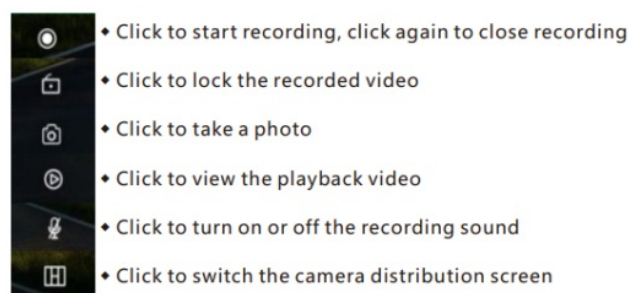 ◆ Click to start recording, click again to close recording
◆ Click to lock the recorded video
◆ Click to take a photo
◆ Click to view the playback video
◆ Click to turn on or off the recording sound
◆ Click to switch the camera distribution screen